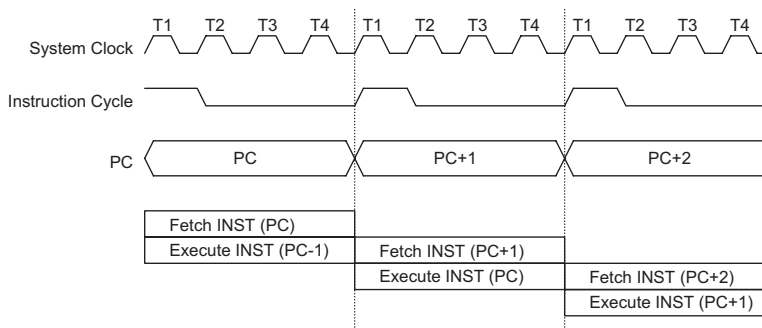 T1 T2 T3 T4 T1 T2 T3 T4 T1 T2 T3 T4
System Clock
Instruction Cycle
PC PC PC+1 PC+2
Fetch INST (PC)
Execute INST (PC-1) Fetch INST (PC+1)
Execute INST (PC) Fetch INST (PC+2)
Execute INST (PC+1)